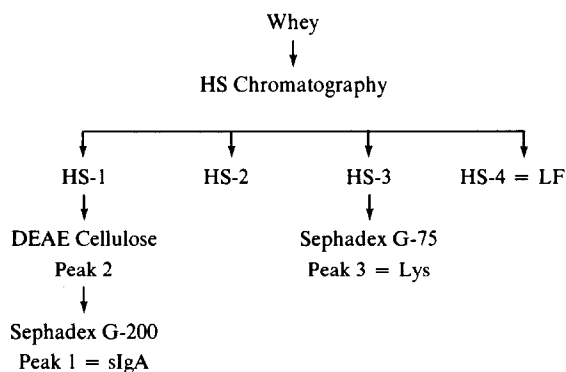 Whey
HS Chromatography
HS-1 HS-2 HS-3 HS-4 = LF
DEAE Cellulose Sephadex G-75
Peak 2 Peak 3 = Lys
Sephadex G-200
Peak 1 = sIgA